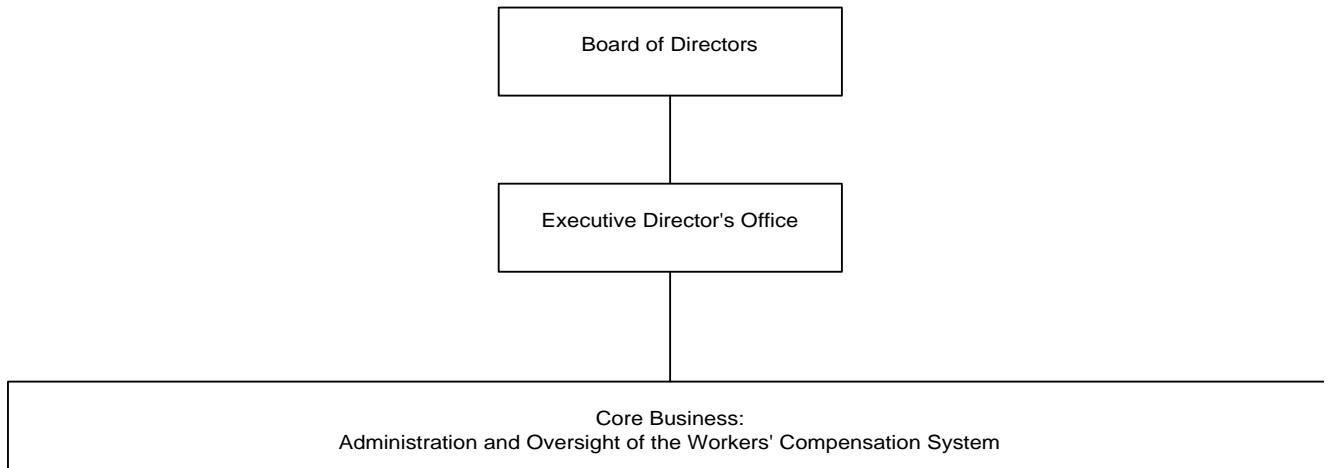 Board of Directors
Executive Director's Office
Core Business:
Administration and Oversight of the Workers' Compensation System